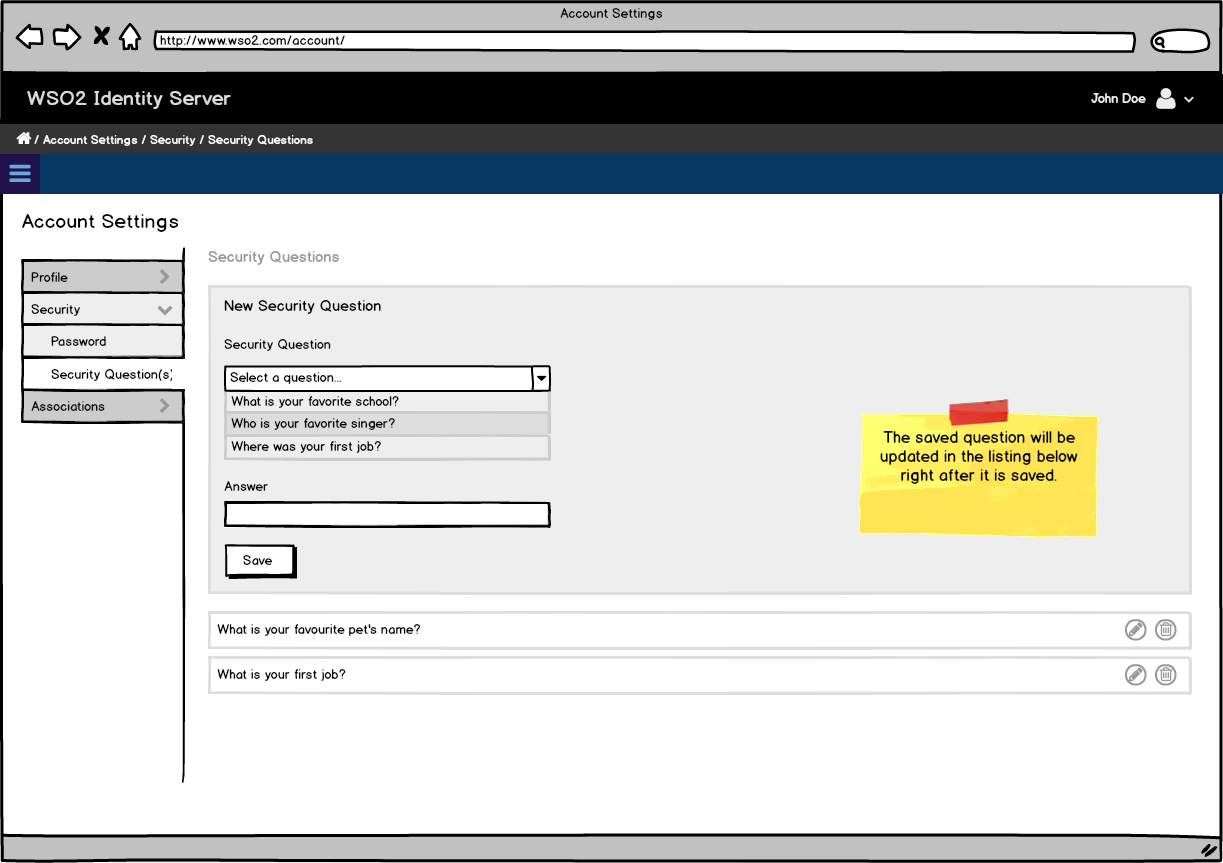 Account Settings
http://www.wso2.com/account/
WSO2 Identity Server
John Doe
/ Account Settings / Security / Security Questions
Account Settings
Profile
Security
Password
Security Question(s)
Associations
Security Questions
New Security Question
Security Question
Select a question...
What is your favorite school?
Who is your favorite singer?
Where was your first job?
Answer
Save
The saved question will be
updated in the listing below
right after it is saved.
What is your favourite pet's name?
What is your first job?